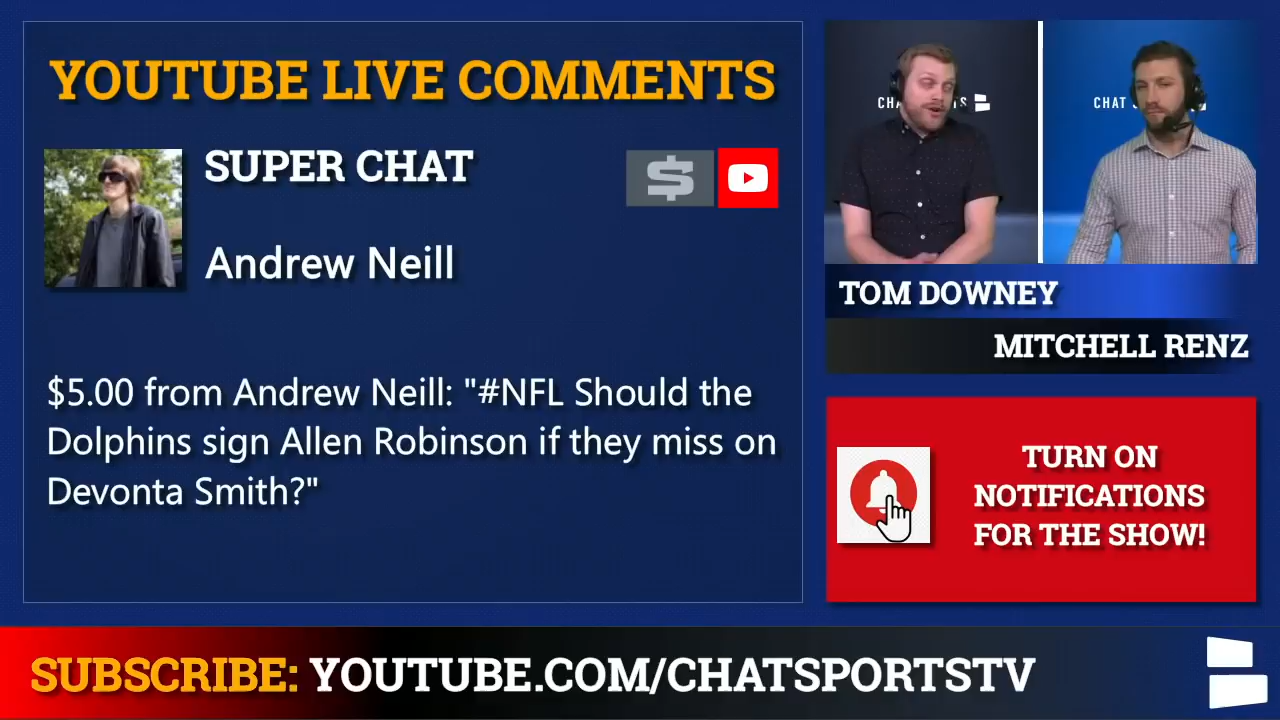 YOUTUBE LIVE COMMENTS
SUPER CHAT
$
Andrew Neill
$5.00 from Andrew Neill: "#NFL Should the
Dolphins sign Allen Robinson if they miss on
Devonta Smith?"
TOM DOWNEY
MITCHELL RENZ
TURN ON
NOTIFICATIONS
FOR THE SHOW!
SUBSCRIBE: YOUTUBE.COM/CHATSPORTSTV
CHAT